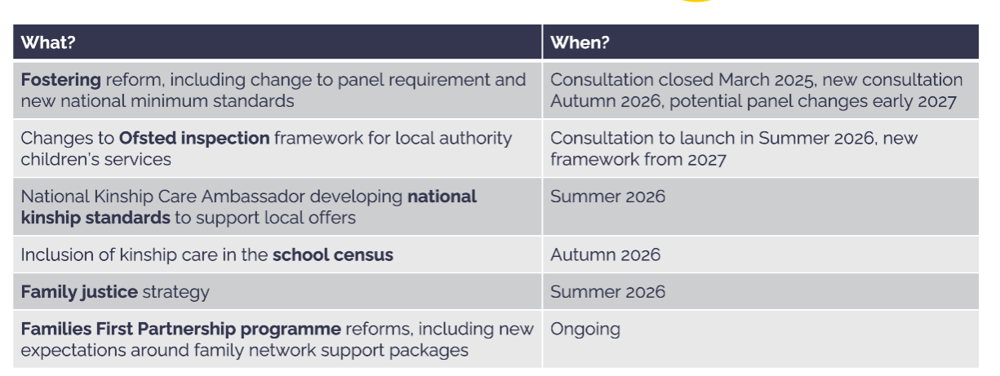 What?
When?
Fostering reform, including change to panel requirement and
new national minimum standards
Consultation closed March 2025, new consultation
Autumn 2026, potential panel changes early 2027
Changes to Ofsted inspection framework for local authority
children's services
Consultation to launch in Summer 2026, new
framework from 2027
National Kinship Care Ambassador developing national
kinship standards to support local offers
Summer 2026
Inclusion of kinship care in the school census
Autumn 2026
Family justice strategy
Summer 2026
Families First Partnership programme reforms, including new
expectations around family network support packages
Ongoing